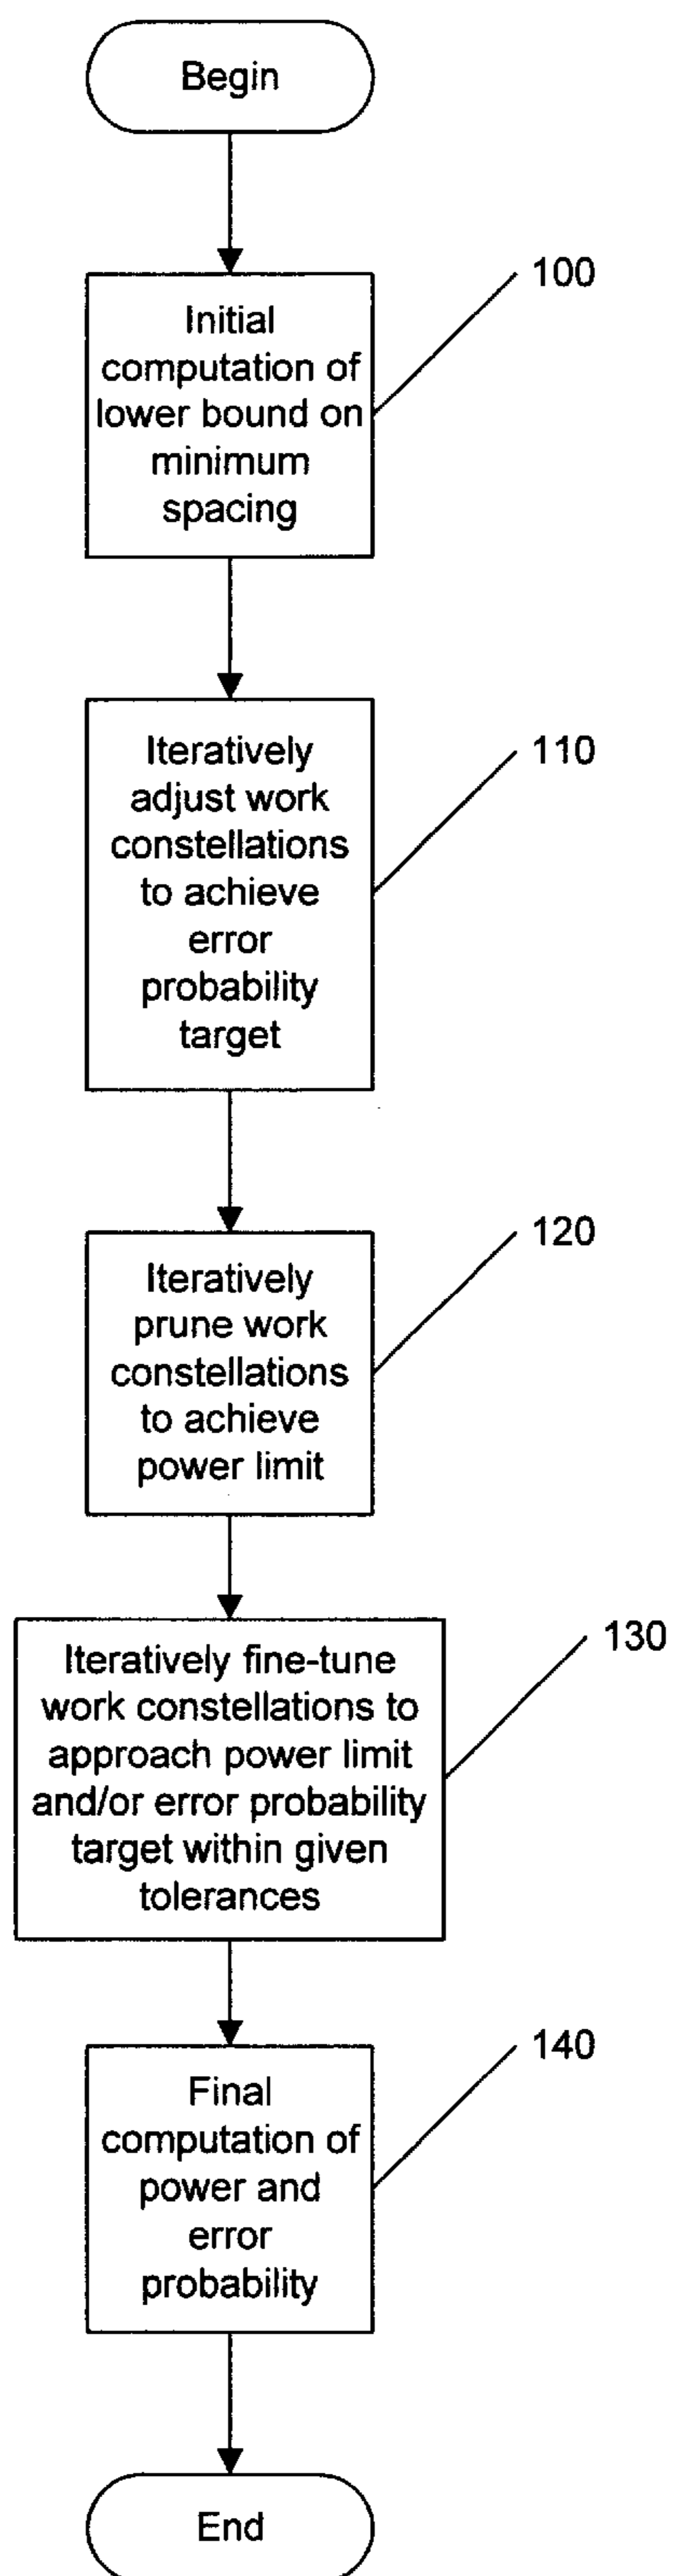 Begin
100
Initial
computation of
lower bound on
minimum
spacing
110
Iteratively
adjust work
constellations
to achieve
error
probability
target
120
Iteratively
prune work
constellations
to achieve
power limit
130
Iteratively fine-tune
work constellations to
approach power limit
and/or error probability
target within given
tolerances
140
Final
computation of
power and
error
probability
End